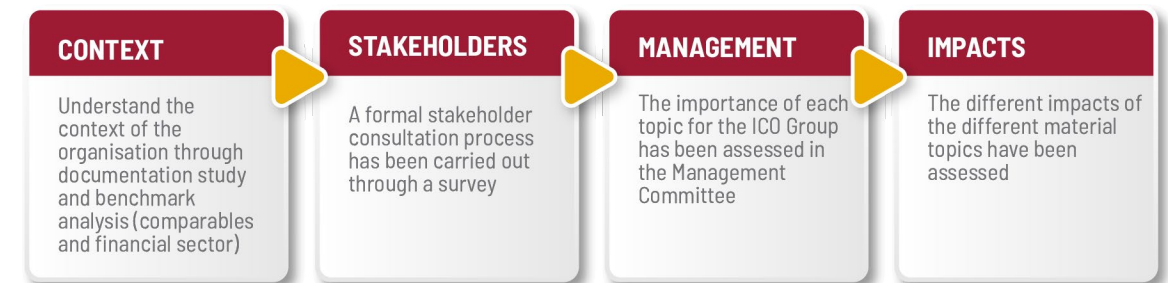 CONTEXT
Understand the
context of the
organisation through
documentation study
and benchmark
analysis (comparables
and financial sector)
STAKEHOLDERS
A formal stakeholder
consultation process
has been carried out
through a survey
MANAGEMENT
The importance of each
topic for the ICO Group
has been assessed in
the Management
Committee
IMPACTS
The different impacts of
the different material
topics have been
assessed